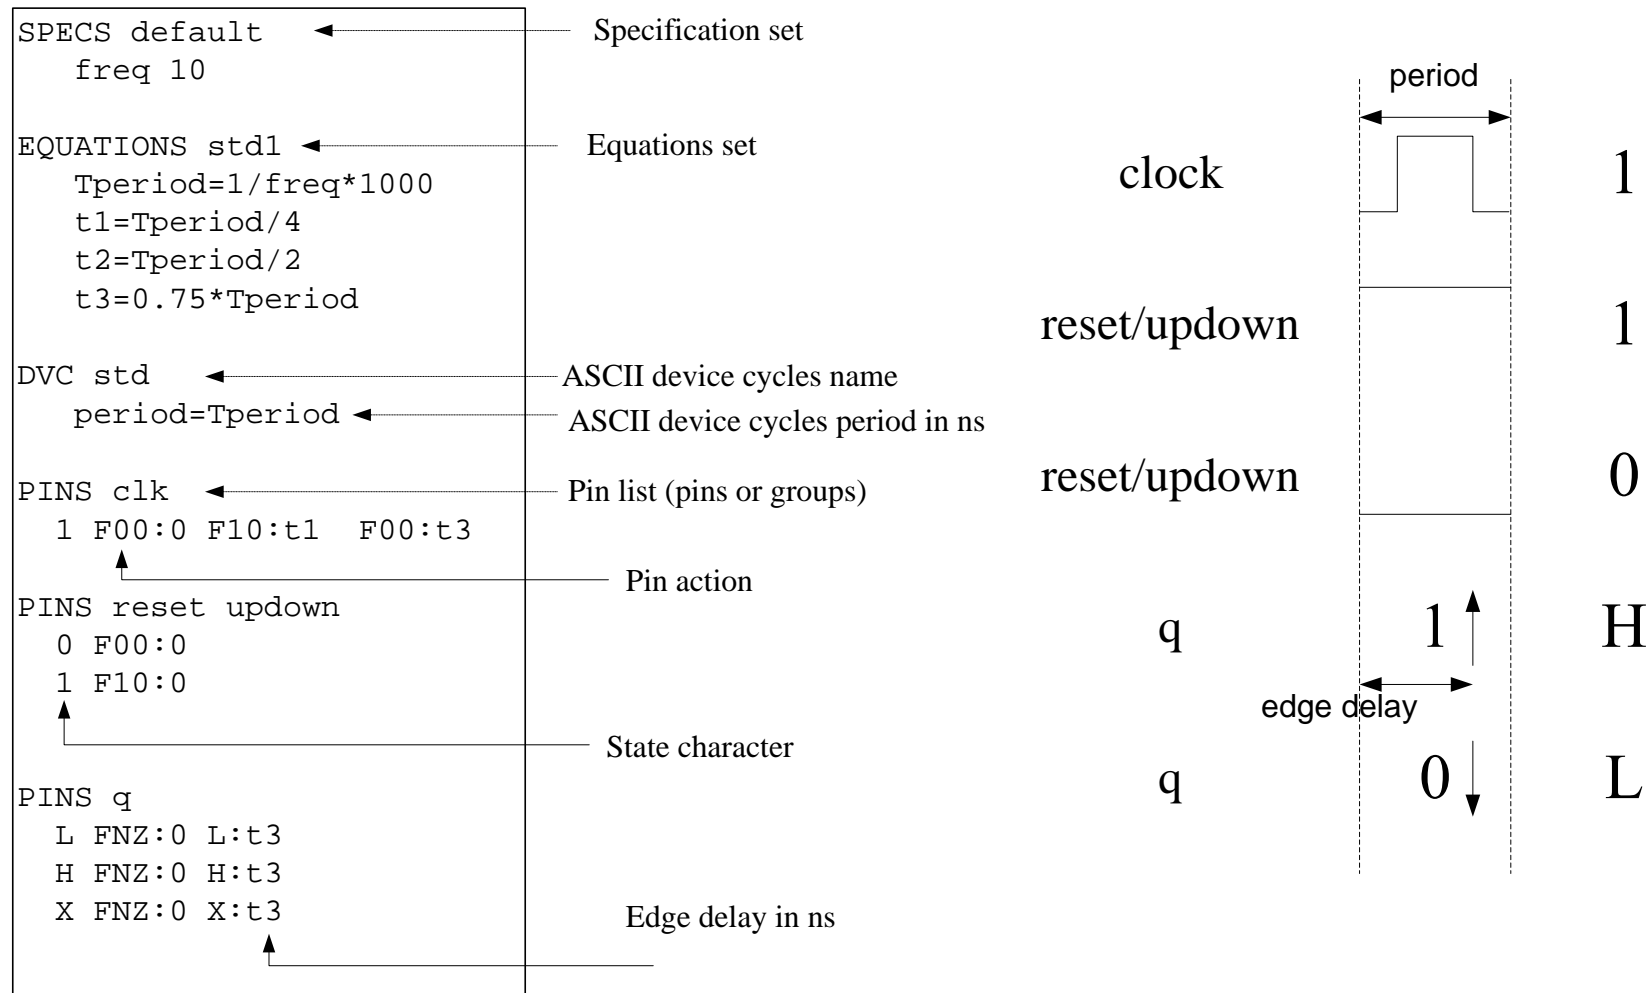 SPECS default
freq 10
EQUATIONS std1
Tperiod=1/freq*1000
t1=Tperiod/4
t2=Tperiod/2
t3=0.75*Tperiod
DVC std
period=Tperiod
PINS clk
1 F00:0 F10:t1 F00:t3
PINS reset updown
0 F00:0
1 F10:0
PINS q
L FNZ:0 L:t3
H FNZ:0 H:t3
X FNZ:0 X:t3
Specification set
Equations set
ASCII device cycles name
ASCII device cycles period in ns
Pin list (pins or groups)
Pin action
State character
Edge delay in ns
period
clock 1
reset/updown 1
reset/updown 0
q 1 H
edge delay
q 0 L